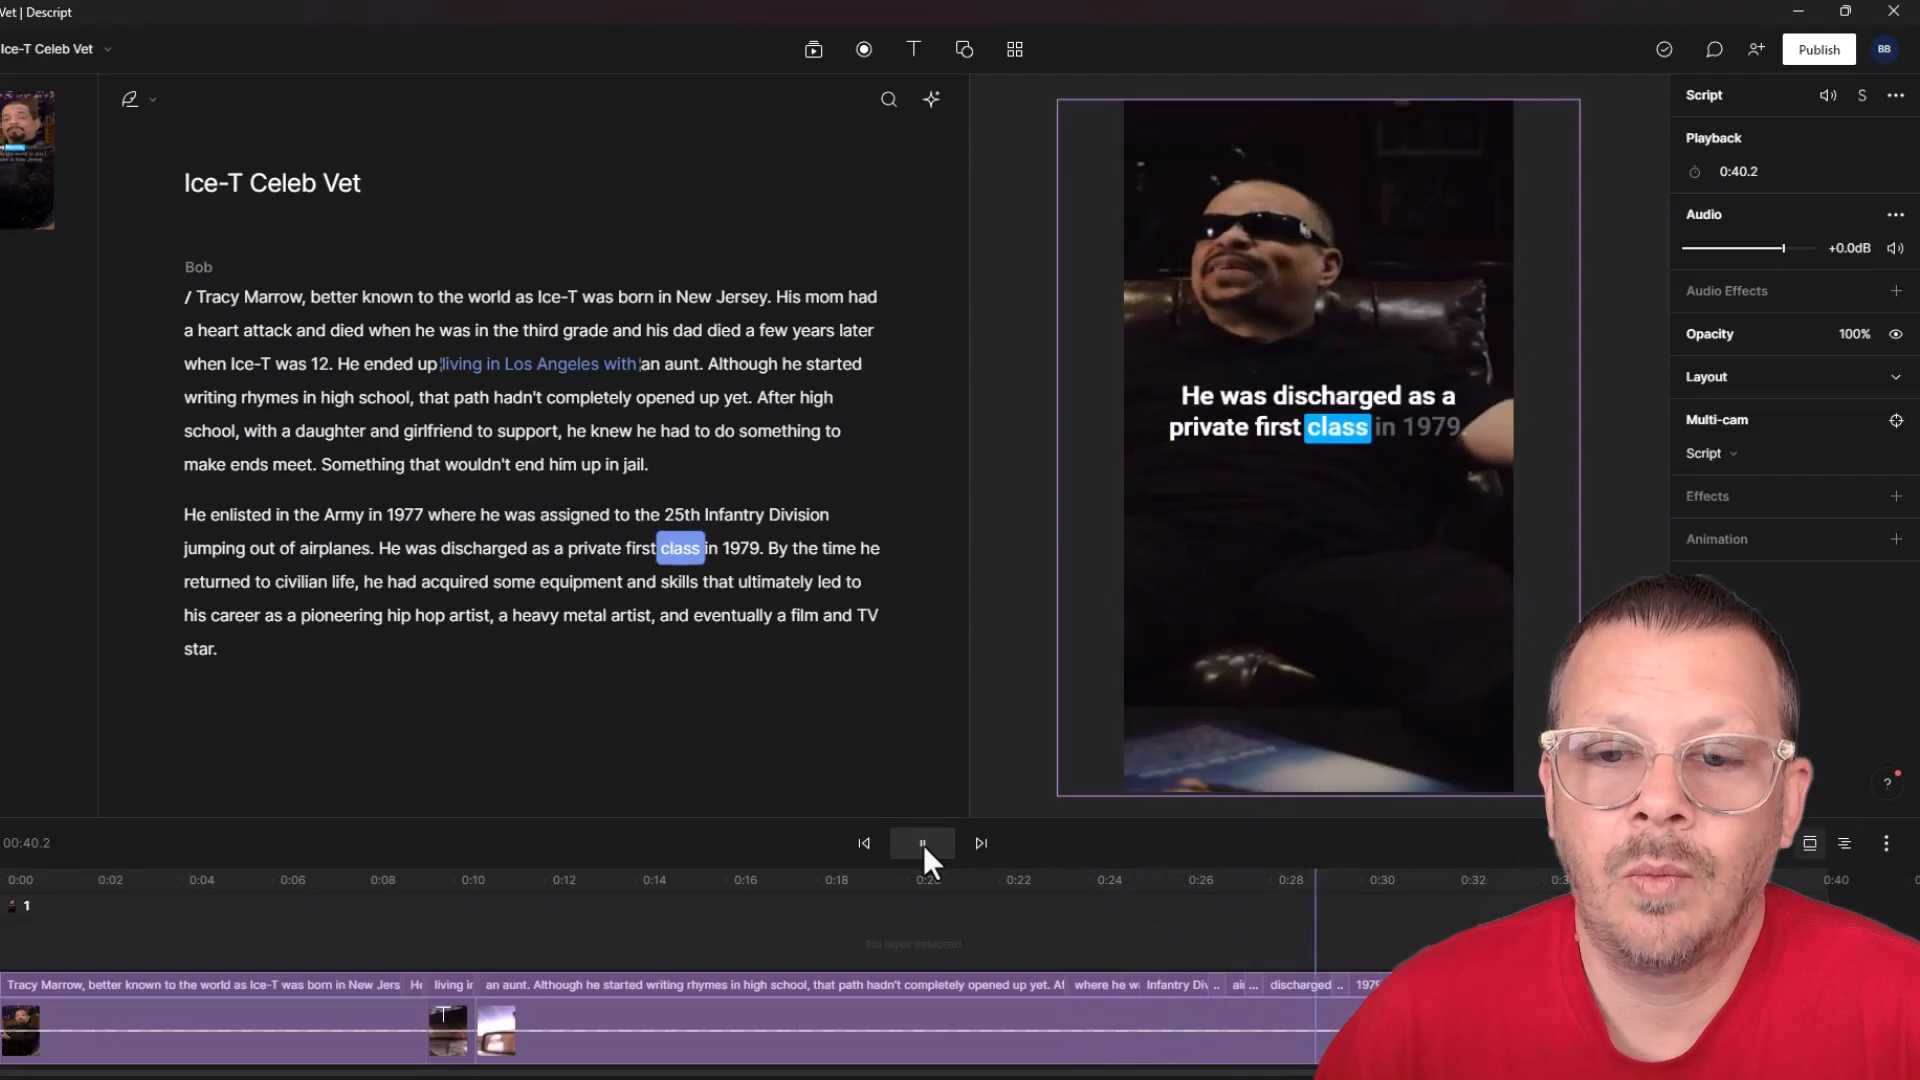 Vet | Descript
Ice-T Celeb Vet
Publish
BB
Script
S
Playback
0:40.2
Audio
+0.0dB
Audio Effects
Opacity
100%
Layout
Multi-cam
Script
Effects
Animation
Ice-T Celeb Vet
Bob
/ Tracy Marrow, better known to the world as Ice-T was born in New Jersey. His mom had
a heart attack and died when he was in the third grade and his dad died a few years later
when Ice-T was 12. He ended up living in Los Angeles with an aunt. Although he started
writing rhymes in high school, that path hadn't completely opened up yet. After high
school, with a daughter and girlfriend to support, he knew he had to do something to
make ends meet. Something that wouldn't end him up in jail.
He enlisted in the Army in 1977 where he was assigned to the 25th Infantry Division
jumping out of airplanes. He was discharged as a private first class in 1979. By the time he
returned to civilian life, he had acquired some equipment and skills that ultimately led to
his career as a pioneering hip hop artist, a heavy metal artist, and eventually a film and TV
star.
He was discharged as a
private first class in 1979.
?
00:40.2
0:00 0:02 0:04 0:06 0:08 0:10 0:12 0:14 0:16 0:18 0:22 0:24 0:26 0:28 0:30 0:32 0:40
1
No layer selected
Tracy Marrow, better known to the world as Ice-T was born in New Jers He living in an aunt. Although he started writing rhymes in high school, that path hadn't completely opened up yet. Af where he wa Infantry Div .. air ... discharged .. 1979
T